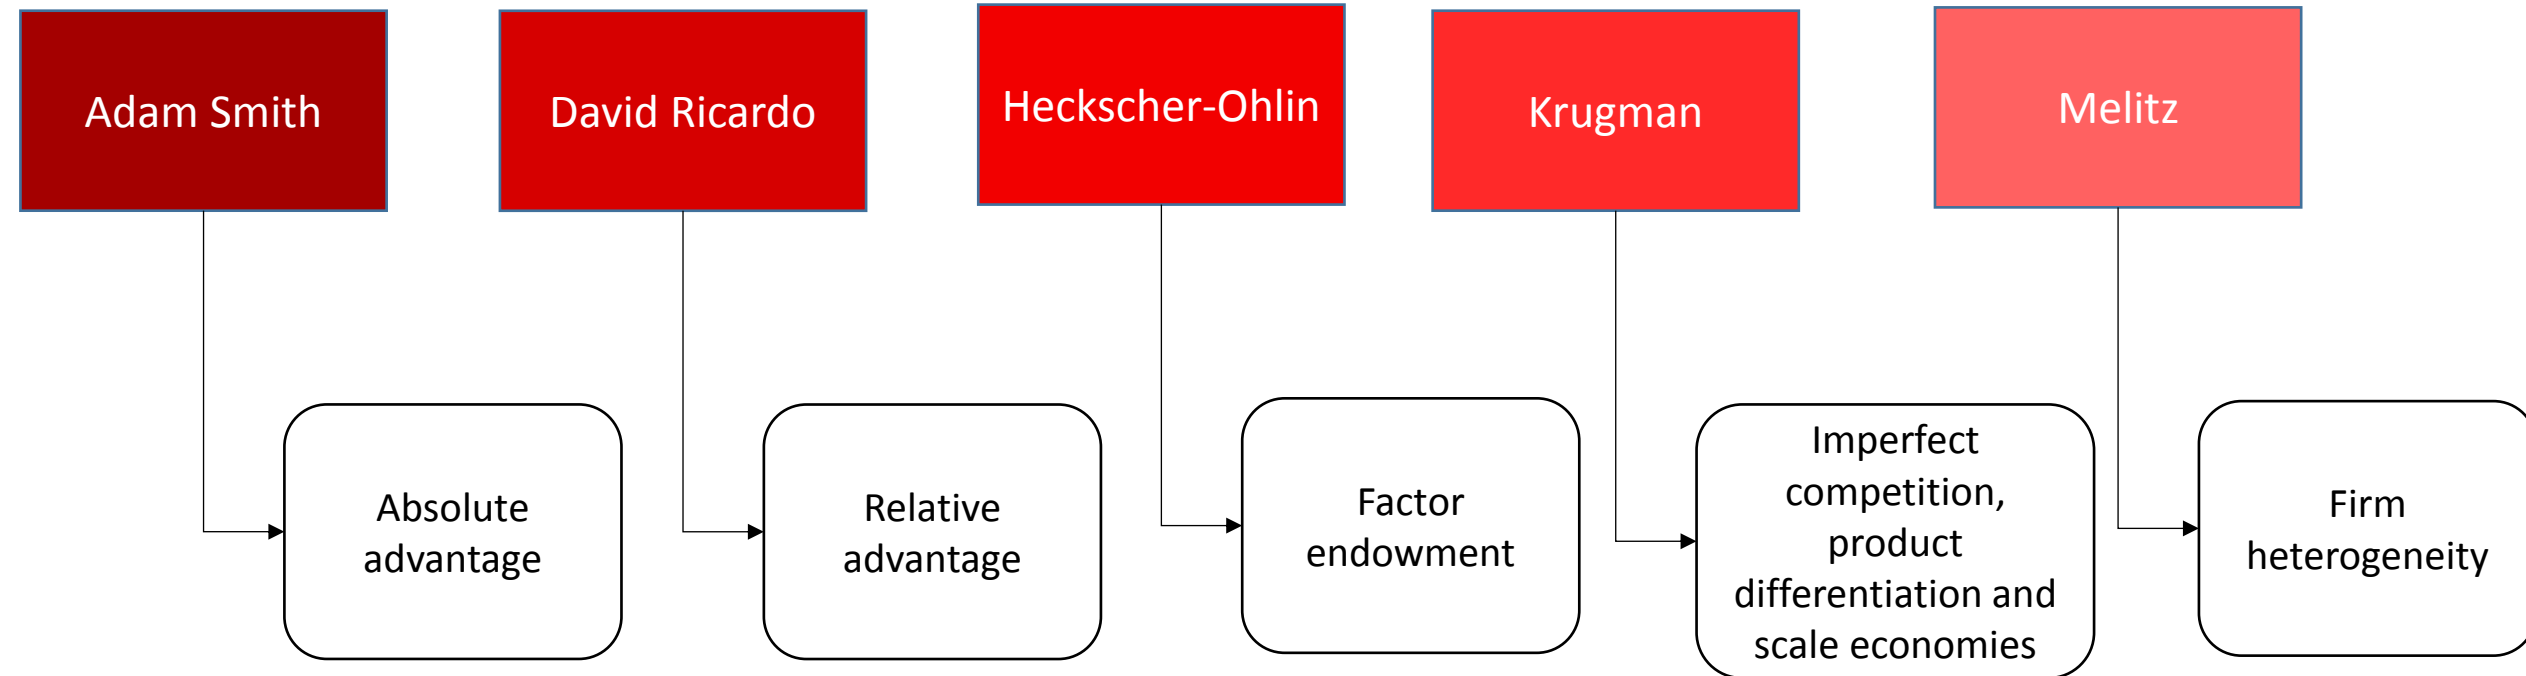 Adam Smith
David Ricardo
Heckscher-Ohlin
Krugman
Melitz
Absolute
advantage
Relative
advantage
Factor
endowment
Imperfect
competition,
product
differentiation and
scale economies
Firm
heterogeneity